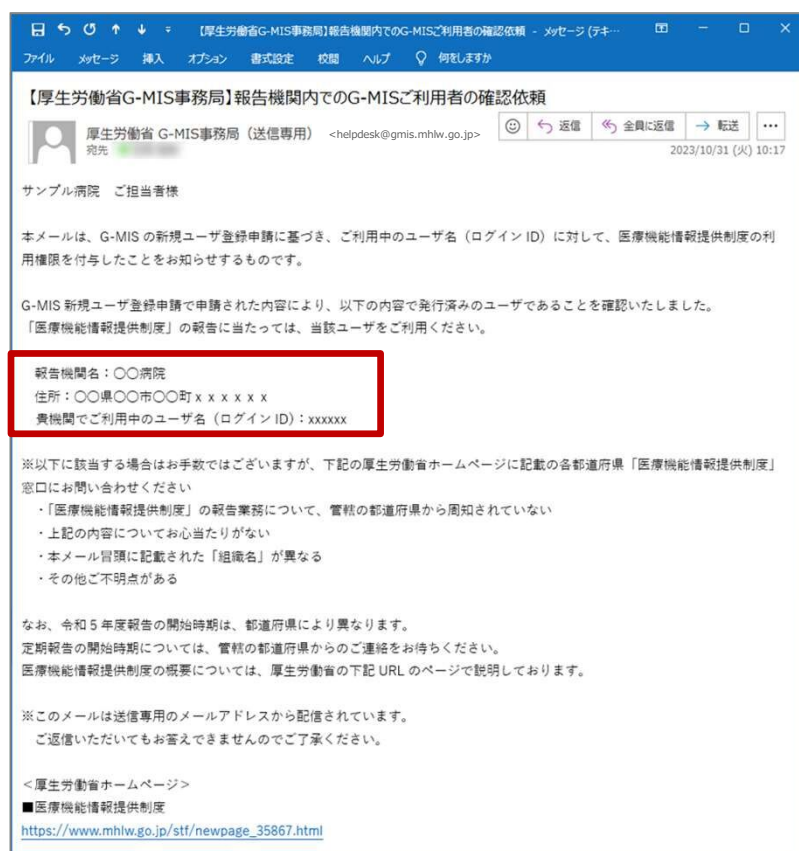 【厚生労働省G-MIS事務局】報告機関内でのG-MISご利用者の確認依頼 - メッセージ (テキ…
ファイル メッセージ 挿入 オプション 書式設定 校閲 ヘルプ 何をしますか
【厚生労働省G-MIS事務局】報告機関内でのG-MISご利用者の確認依頼
厚生労働省 G-MIS事務局（送信専用） <helpdesk@gmis.mhlw.go.jp>
返信 全員に返信 転送 …
宛先
2023/10/31 (火) 10:17
サンプル病院 ご担当者様
本メールは、G-MIS の新規ユーザ登録申請に基づき、ご利用中のユーザ名（ログイン ID）に対して、医療機能情報提供制度の利
用権限を付与したことをお知らせするものです。
G-MIS 新規ユーザ登録申請で申請された内容により、以下の内容で発行済みのユーザであることを確認いたしました。
「医療機能情報提供制度」の報告に当たっては、当該ユーザをご利用ください。
報告機関名：〇〇病院
住所：〇〇県〇〇市〇〇町ｘｘｘｘｘｘ
貴機関でご利用中のユーザ名（ログイン ID）：xxxxxx
※以下に該当する場合はお手数ではございますが、下記の厚生労働省ホームページに記載の各都道府県「医療機能情報提供制度」
窓口にお問い合わせください
・「医療機能情報提供制度」の報告業務について、管轄の都道府県から周知されていない
・上記の内容についてお心当たりがない
・本メール冒頭に記載された「組織名」が異なる
・その他ご不明点がある
なお、令和５年度報告の開始時期は、都道府県により異なります。
定期報告の開始時期については、管轄の都道府県からのご連絡をお待ちください。
医療機能情報提供制度の概要については、厚生労働省の下記 URL のページで説明しております。
※このメールは送信専用のメールアドレスから配信されています。
ご返信いただいてもお答えできませんのでご了承ください。
＜厚生労働省ホームページ＞
■医療機能情報提供制度
https://www.mhlw.go.jp/stf/newpage_35867.html